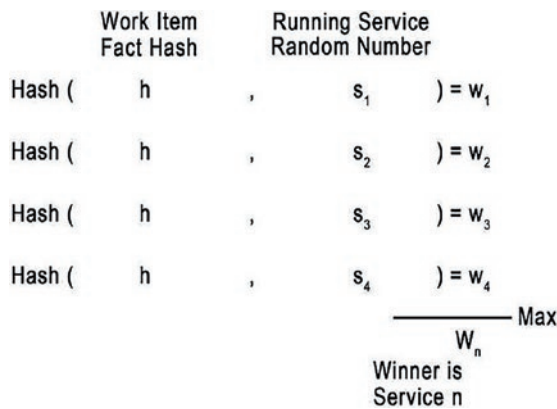 Work Item Running Service
Fact Hash Random Number
Hash ( h , s₁ ) = w₁
Hash ( h , s₂ ) = w₂
Hash ( h , s₃ ) = w₃
Hash ( h , s₄ ) = w₄
Max
Wₙ
Winner is
Service n